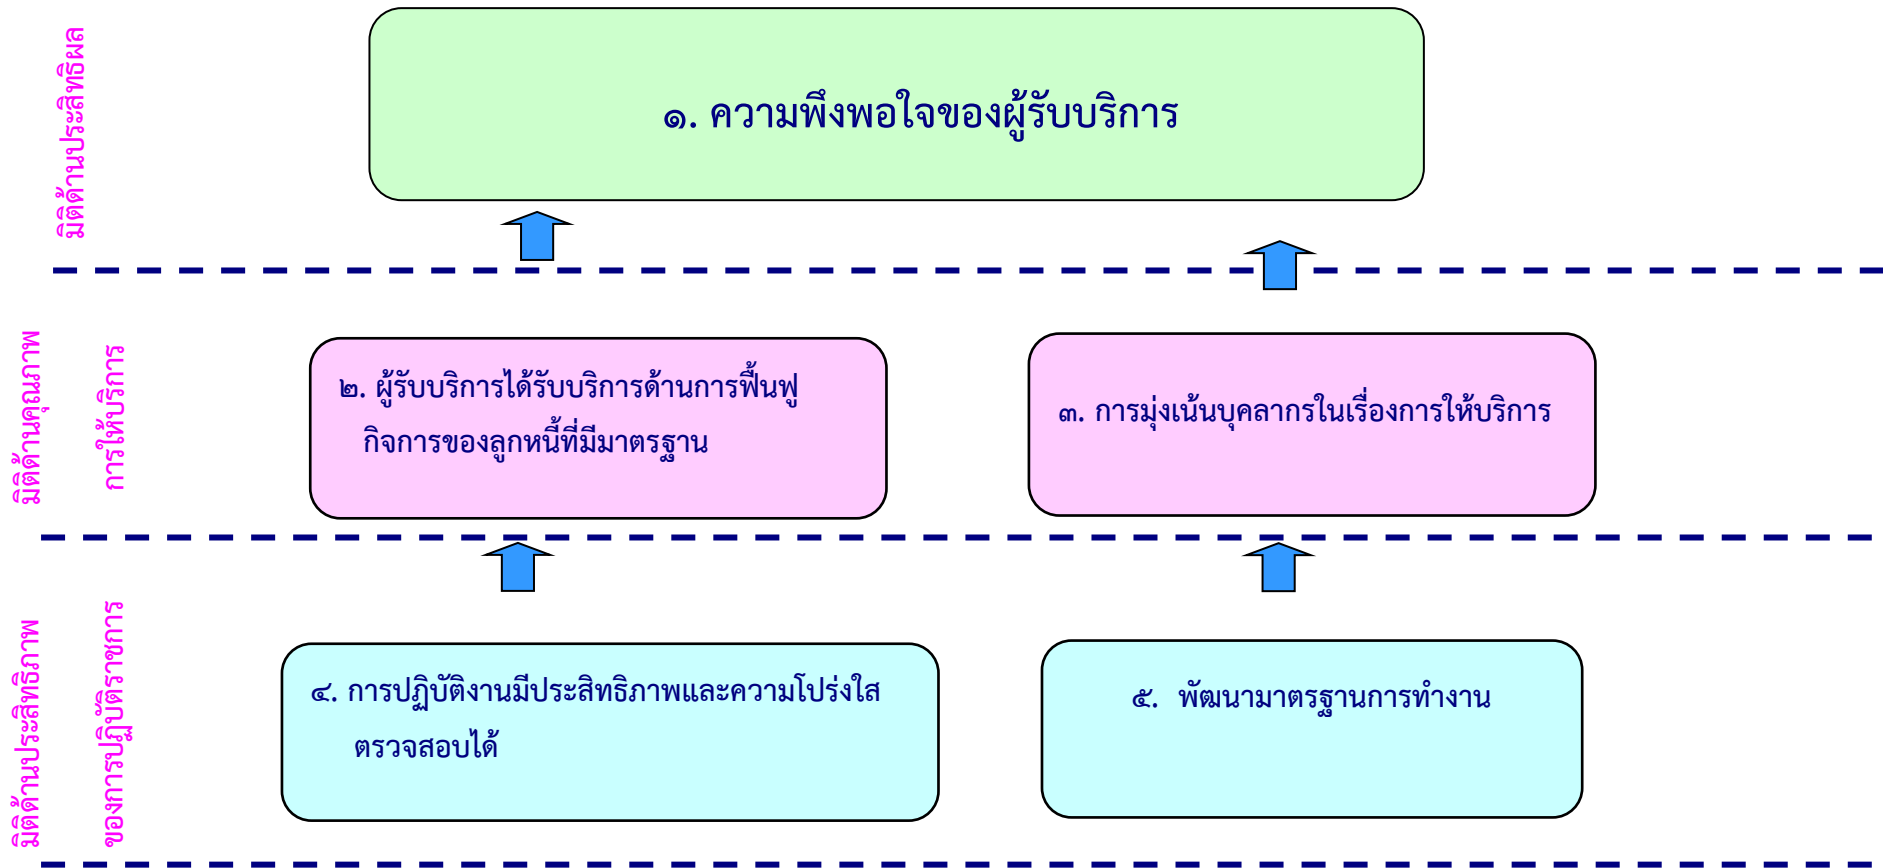 มิติด้านประสิทธิผล
๑. ความพึงพอใจของผู้รับบริการ
มิติด้านคุณภาพ
การให้บริการ
๒. ผู้รับบริการได้รับบริการด้านการฟื้นฟู
กิจการของลูกหนี้ที่มีมาตรฐาน
๓. การมุ่งเน้นบุคลากรในเรื่องการให้บริการ
มิติด้านประสิทธิภาพ
ของการปฏิบัติราชการ
๔. การปฏิบัติงานมีประสิทธิภาพและความโปร่งใส
ตรวจสอบได้
๕. พัฒนามาตรฐานการทำงาน